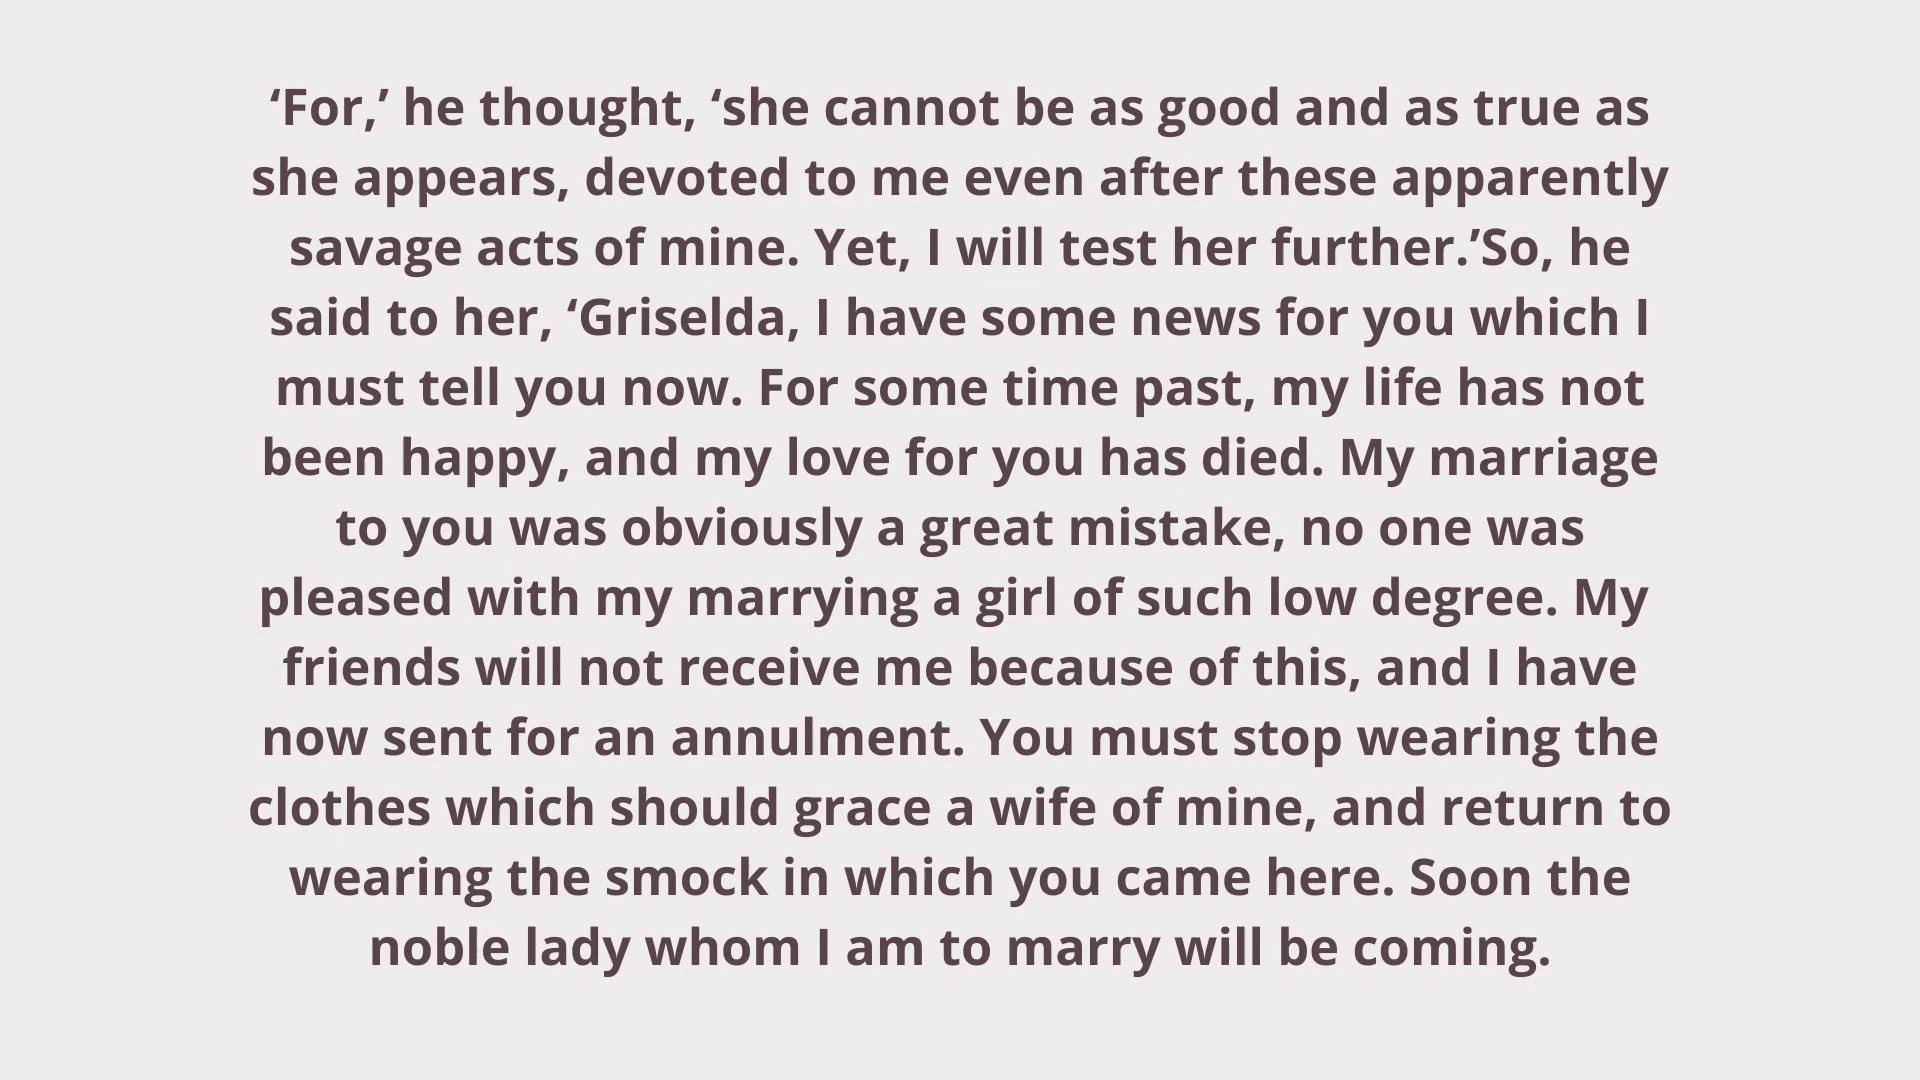 ‘For,’ he thought, ‘she cannot be as good and as true as
she appears, devoted to me even after these apparently
savage acts of mine. Yet, I will test her further.’So, he
said to her, ‘Griselda, I have some news for you which I
must tell you now. For some time past, my life has not
been happy, and my love for you has died. My marriage
to you was obviously a great mistake, no one was
pleased with my marrying a girl of such low degree. My
friends will not receive me because of this, and I have
now sent for an annulment. You must stop wearing the
clothes which should grace a wife of mine, and return to
wearing the smock in which you came here. Soon the
noble lady whom I am to marry will be coming.